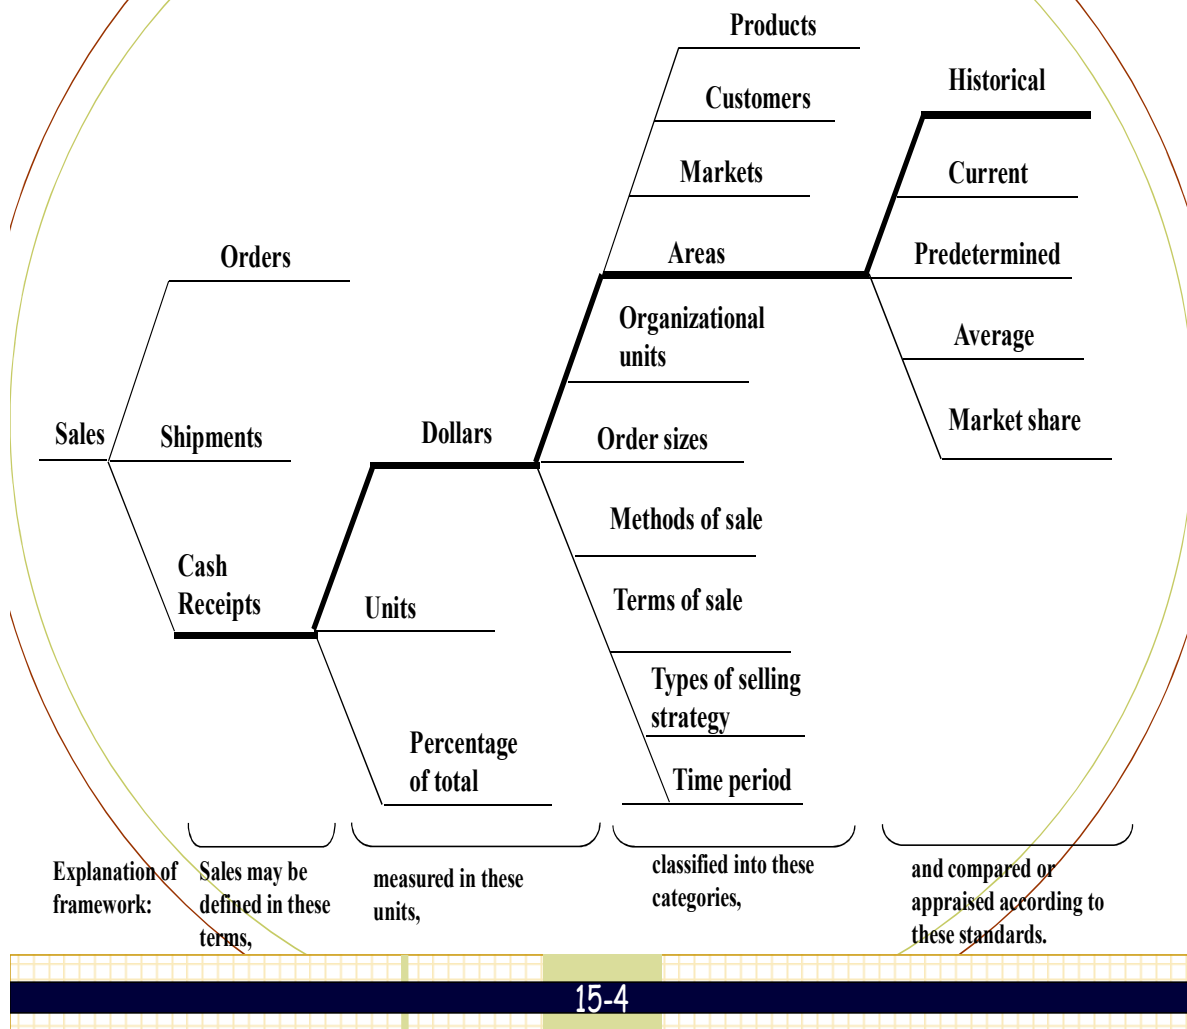 Products
Historical
Customers
Markets
Current
Orders
Areas
Predetermined
Organizational
units
Average
Sales
Shipments
Dollars
Order sizes
Market share
Methods of sale
Cash
Receipts
Units
Terms of sale
Types of selling
strategy
Percentage
of total
Time period
Explanation of
framework:
Sales may be
defined in these
terms,
measured in these
units,
classified into these
categories,
and compared or
appraised according to
these standards.
15-4